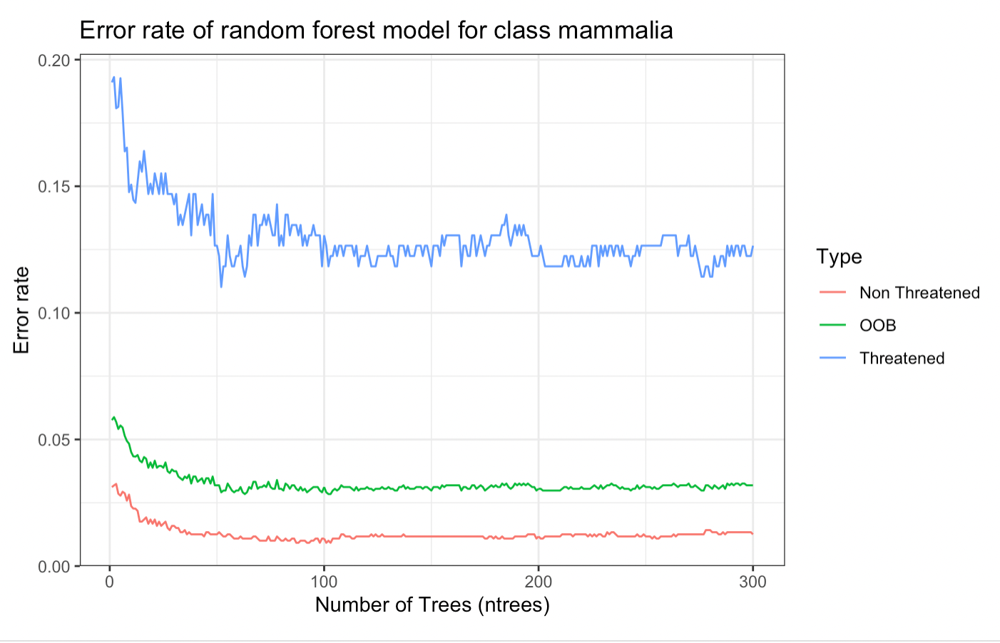 Error rate of random forest model for class mammalia
0.20
0.15
0.10
0.05
0.00
Error rate
0 100 200 300
Number of Trees (ntrees)
Type
Non Threatened
OOB
Threatened